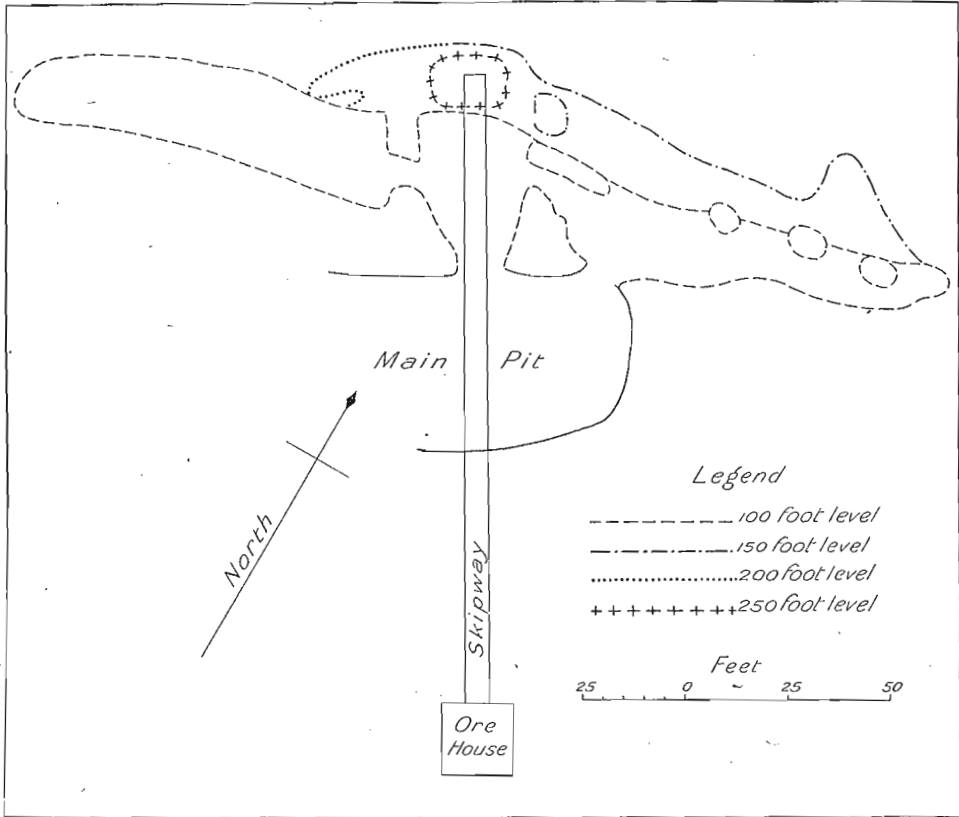 Main Pit
North
Skipway
Ore
House
Legend
100 foot level
150 foot level
200 foot level
250 foot level
Feet
25 0 25 50